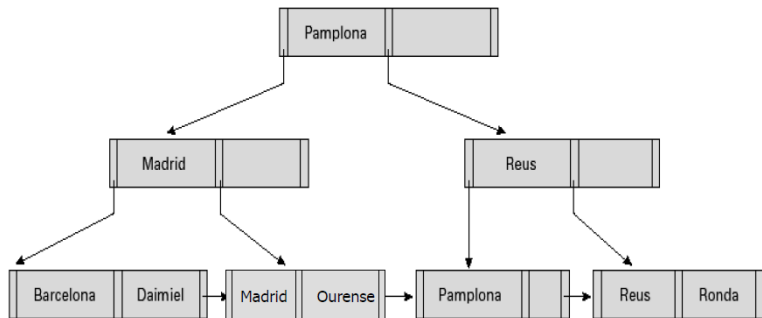 Pamplona
Madrid
Reus
Barcelona Daimiel Madrid Ourense Pamplona Reus Ronda